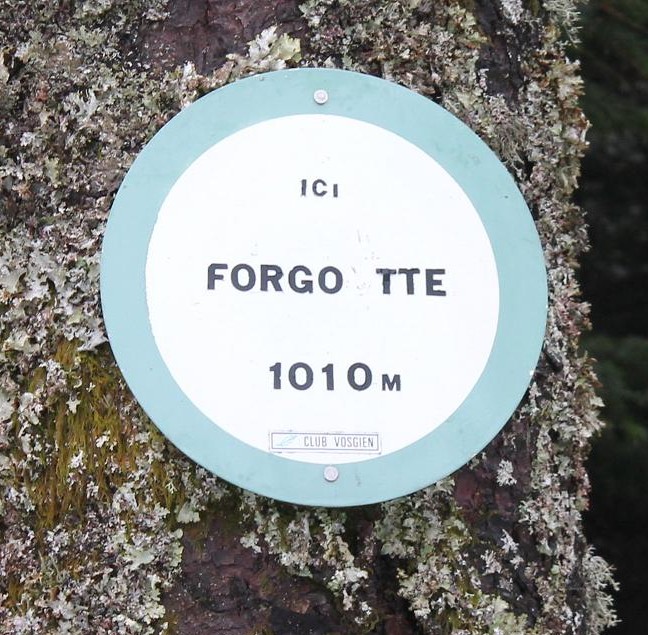 ICI
FORGO TTE
1010 M
CLUB VOSGIEN